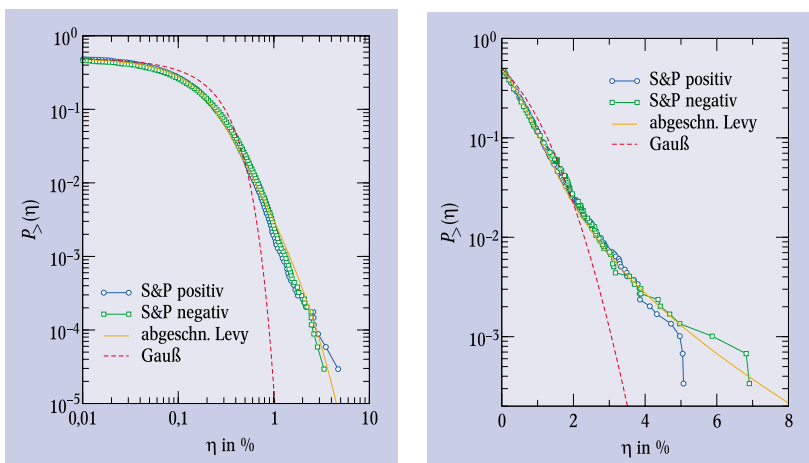 10⁰
10⁻¹
10⁻²
10⁻³
10⁻⁴
10⁻⁵
P>(η)
S&P positiv
S&P negativ
abgeschn. Levy
Gauß
0,01 0,1 1 10
η in %
10⁰
10⁻¹
10⁻²
10⁻³
P>(η)
S&P positiv
S&P negativ
abgeschn. Levy
Gauß
0 2 4 6 8
η in %